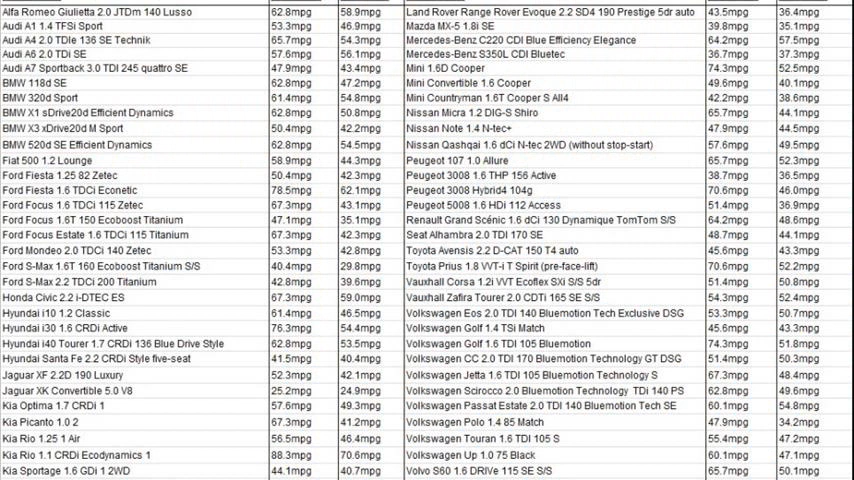 Alfa Romeo Giulietta 2.0 JTDm 140 Lusso 62.8mpg 58.9mpg Land Rover Range Rover Evoque 2.2 SD4 190 Prestige 5dr auto 43.5mpg 36.4mpg
Audi A1 1.4 TFSi Sport 53.3mpg 46.9mpg Mazda MX-5 1.8i SE 39.8mpg 35.1mpg
Audi A4 2.0 TDIe 136 SE Technik 65.7mpg 54.3mpg Mercedes-Benz C220 CDI Blue Efficiency Elegance 64.2mpg 57.5mpg
Audi A6 2.0 TDi SE 57.6mpg 56.1mpg Mercedes-Benz S350L CDI Bluetec 36.7mpg 37.3mpg
Audi A7 Sportback 3.0 TDI 245 quattro SE 47.9mpg 43.4mpg Mini 1.6D Cooper 74.3mpg 52.5mpg
BMW 118d SE 62.8mpg 47.2mpg Mini Convertible 1.6 Cooper 49.6mpg 40.1mpg
BMW 320d Sport 61.4mpg 54.8mpg Mini Countryman 1.6T Cooper S All4 42.2mpg 38.6mpg
BMW X1 sDrive20d Efficient Dynamics 62.8mpg 50.8mpg Nissan Micra 1.2 DIG-S Shiro 65.7mpg 44.1mpg
BMW X3 xDrive20d M Sport 50.4mpg 42.2mpg Nissan Note 1.4 N-tec+ 47.9mpg 44.5mpg
BMW 520d SE Efficient Dynamics 62.8mpg 54.5mpg Nissan Qashqai 1.6 dCi N-tec 2WD (without stop-start) 57.6mpg 49.5mpg
Fiat 500 1.2 Lounge 58.9mpg 44.3mpg Peugeot 107 1.0 Allure 65.7mpg 52.3mpg
Ford Fiesta 1.25 82 Zetec 50.4mpg 42.3mpg Peugeot 3008 1.6 THP 156 Active 38.7mpg 36.5mpg
Ford Fiesta 1.6 TDCi Econetic 78.5mpg 62.1mpg Peugeot 3008 Hybrid4 104g 70.6mpg 46.0mpg
Ford Focus 1.6 TDCi 115 Zetec 67.3mpg 43.1mpg Peugeot 5008 1.6 HDi 112 Access 51.4mpg 36.9mpg
Ford Focus 1.6T 150 Ecoboost Titanium 47.1mpg 35.1mpg Renault Grand Scénic 1.6 dCi 130 Dynamique TomTom S/S 64.2mpg 48.6mpg
Ford Focus Estate 1.6 TDCi 115 Titanium 67.3mpg 42.3mpg Seat Alhambra 2.0 TDI 170 SE 48.7mpg 44.1mpg
Ford Mondeo 2.0 TDCi 140 Zetec 53.3mpg 42.8mpg Toyota Avensis 2.2 D-CAT 150 T4 auto 45.6mpg 43.3mpg
Ford S-Max 1.6T 160 Ecoboost Titanium S/S 40.4mpg 29.8mpg Toyota Prius 1.8 VVT-i T Spirit (pre-face-lift) 70.6mpg 52.2mpg
Ford S-Max 2.2 TDCi 200 Titanium 42.8mpg 39.6mpg Vauxhall Corsa 1.2i VVT Ecoflex SXi S/S 5dr 51.4mpg 50.8mpg
Honda Civic 2.2 i-DTEC ES 67.3mpg 59.0mpg Vauxhall Zafira Tourer 2.0 CDTi 165 SE S/S 54.3mpg 52.4mpg
Hyundai i10 1.2 Classic 61.4mpg 46.5mpg Volkswagen Eos 2.0 TDI 140 Bluemotion Tech Exclusive DSG 53.3mpg 50.7mpg
Hyundai i30 1.6 CRDi Active 76.3mpg 54.4mpg Volkswagen Golf 1.4 TSi Match 45.6mpg 43.3mpg
Hyundai i40 Tourer 1.7 CRDi 136 Blue Drive Style 62.8mpg 53.5mpg Volkswagen Golf 1.6 TDI 105 Bluemotion 74.3mpg 51.8mpg
Hyundai Santa Fe 2.2 CRDi Style five-seat 41.5mpg 40.4mpg Volkswagen CC 2.0 TDI 170 Bluemotion Technology GT DSG 51.4mpg 50.3mpg
Jaguar XF 2.2D 190 Luxury 52.3mpg 42.1mpg Volkswagen Jetta 1.6 TDI 105 Bluemotion Technology S 67.3mpg 48.4mpg
Jaguar XK Convertible 5.0 V8 25.2mpg 24.9mpg Volkswagen Scirocco 2.0 Bluemotion Technology TDi 140 PS 62.8mpg 49.6mpg
Kia Optima 1.7 CRDi 1 57.6mpg 49.3mpg Volkswagen Passat Estate 2.0 TDI 140 Bluemotion Tech SE 60.1mpg 54.8mpg
Kia Picanto 1.0 2 67.3mpg 41.2mpg Volkswagen Polo 1.4 85 Match 47.9mpg 34.2mpg
Kia Rio 1.25 1 Air 56.5mpg 46.4mpg Volkswagen Touran 1.6 TDI 105 S 55.4mpg 47.2mpg
Kia Rio 1.1 CRDi Ecodynamics 1 88.3mpg 70.6mpg Volkswagen Up 1.0 75 Black 60.1mpg 47.1mpg
Kia Sportage 1.6 GDi 1 2WD 44.1mpg 40.7mpg Volvo S60 1.6 DRIVe 115 SE S/S 65.7mpg 50.1mpg